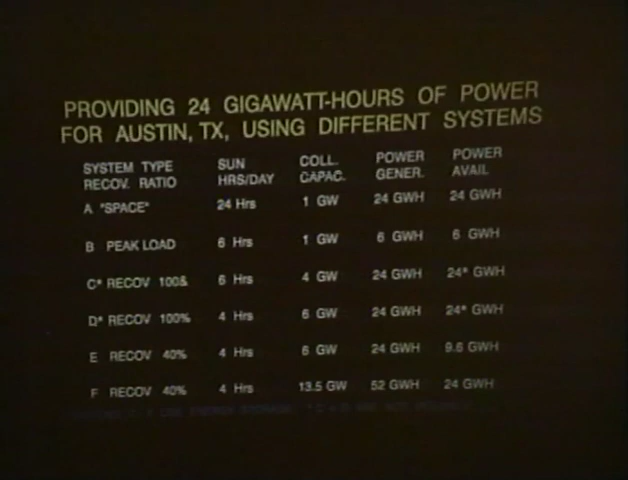 PROVIDING 24 GIGAWATT-HOURS OF POWER
FOR AUSTIN, TX, USING DIFFERENT SYSTEMS
SYSTEM TYPE SUN COLL. POWER POWER
RECOV. RATIO HRS/DAY CAPAC. GENER. AVAIL.
A "SPACE" 24 Hrs 1 GW 24 GWH 24 GWH
B PEAK LOAD 6 Hrs 1 GW 6 GWH 6 GWH
C* RECOV 100& 6 Hrs 4 GW 24 GWH 24* GWH
D* RECOV 100% 4 Hrs 6 GW 24 GWH 24* GWH
E RECOV 40% 4 Hrs 6 GW 24 GWH 9.6 GWH
F RECOV 40% 4 Hrs 13.5 GW 52 GWH 24 GWH